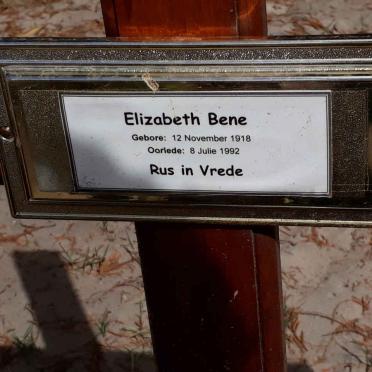 Elizabeth Bene
Gebore: 12 November 1918
Oorlede: 8 Julie 1992
Rus in Vrede